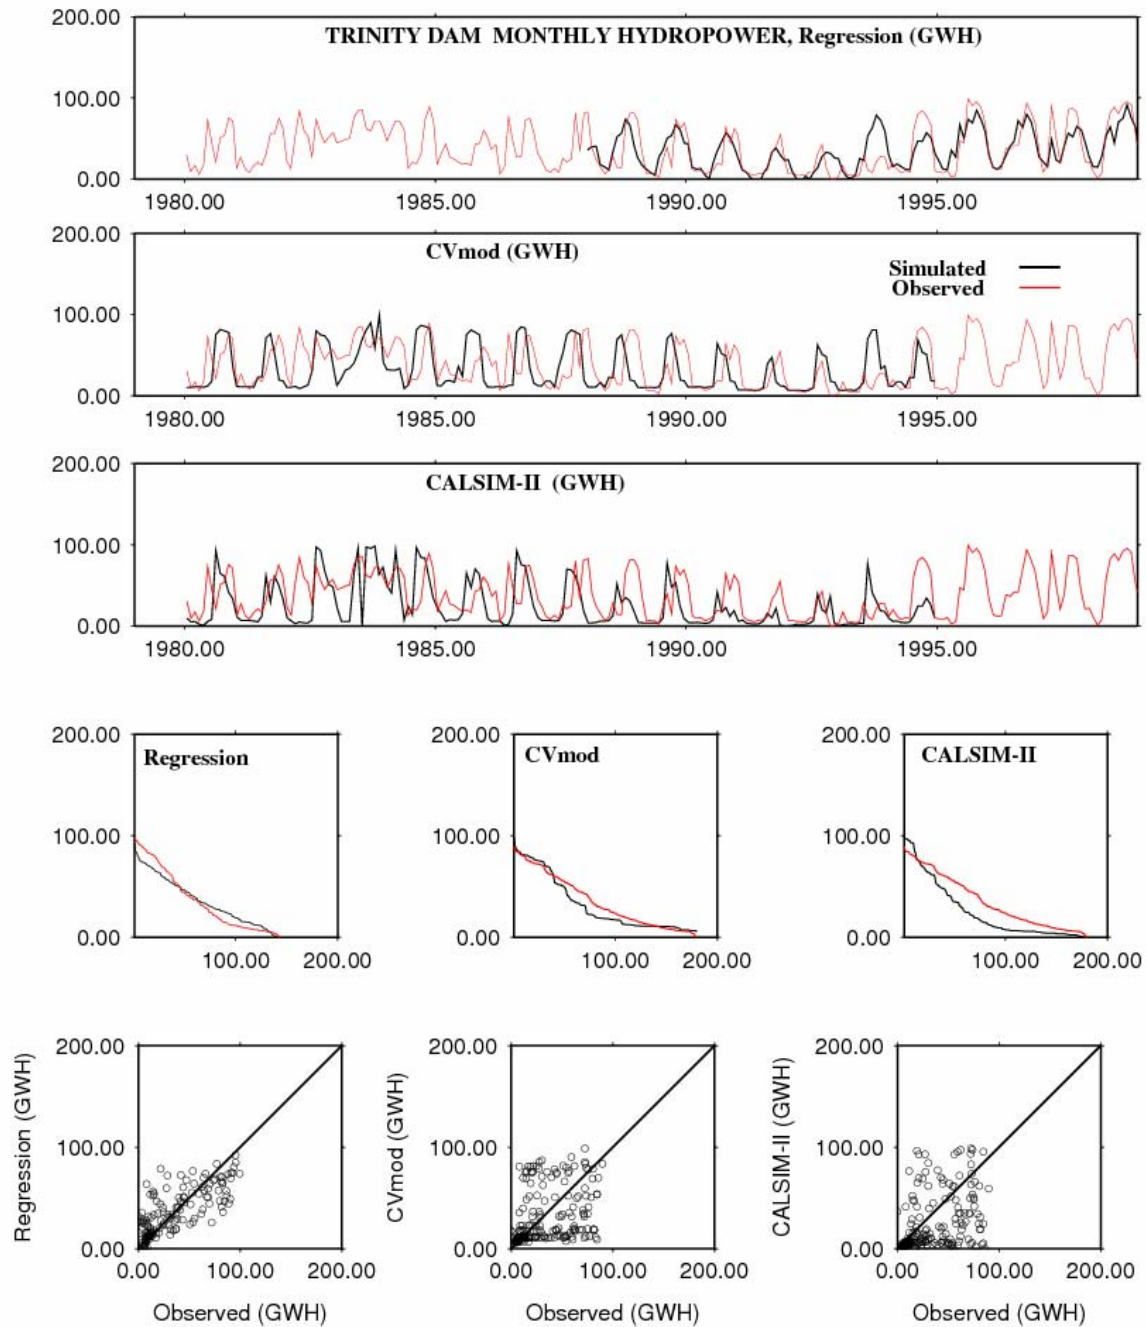 200.00
TRINITY DAM MONTHLY HYDROPOWER, Regression (GWH)
100.00
0.00
1980.00 1985.00 1990.00 1995.00
200.00
CVmod (GWH)
Simulated
Observed
100.00
0.00
1980.00 1985.00 1990.00 1995.00
200.00
CALSIM-II (GWH)
100.00
0.00
1980.00 1985.00 1990.00 1995.00
200.00 200.00 200.00
Regression CVmod CALSIM-II
100.00 100.00 100.00
0.00 0.00 0.00
100.00 200.00 100.00 200.00 100.00 200.00
Regression (GWH) CVmod (GWH) CALSIM-II (GWH)
200.00 200.00 200.00
100.00 100.00 100.00
0.00 0.00 0.00
0.00 100.00 200.00 0.00 100.00 200.00 0.00 100.00 200.00
Observed (GWH) Observed (GWH) Observed (GWH)